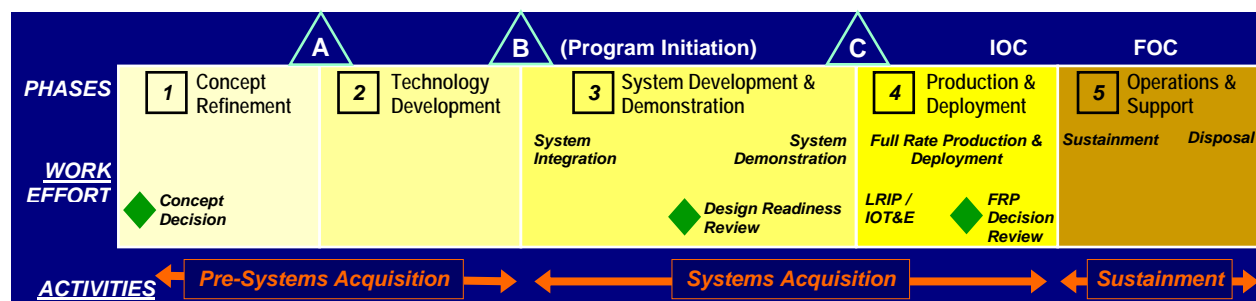 A
B
(Program Initiation)
C
IOC
FOC
PHASES
1
Concept
Refinement
2
Technology
Development
3
System Development &
Demonstration
4
Production &
Deployment
5
Operations &
Support
WORK
EFFORT
System
Integration
System
Demonstration
Full Rate Production &
Deployment
Sustainment
Disposal
Concept
Decision
Design Readiness
Review
LRIP /
IOT&E
FRP
Decision
Review
ACTIVITIES
Pre-Systems Acquisition
Systems Acquisition
Sustainment